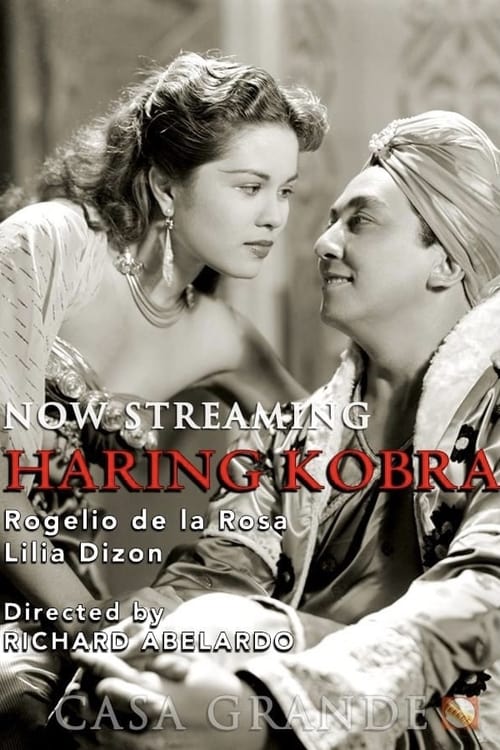 NOW STREAMING
HARING KOBRA
Rogelio de la Rosa
Lilia Dizon
Directed by
RICHARD ABELARDO
CASA GRANDE